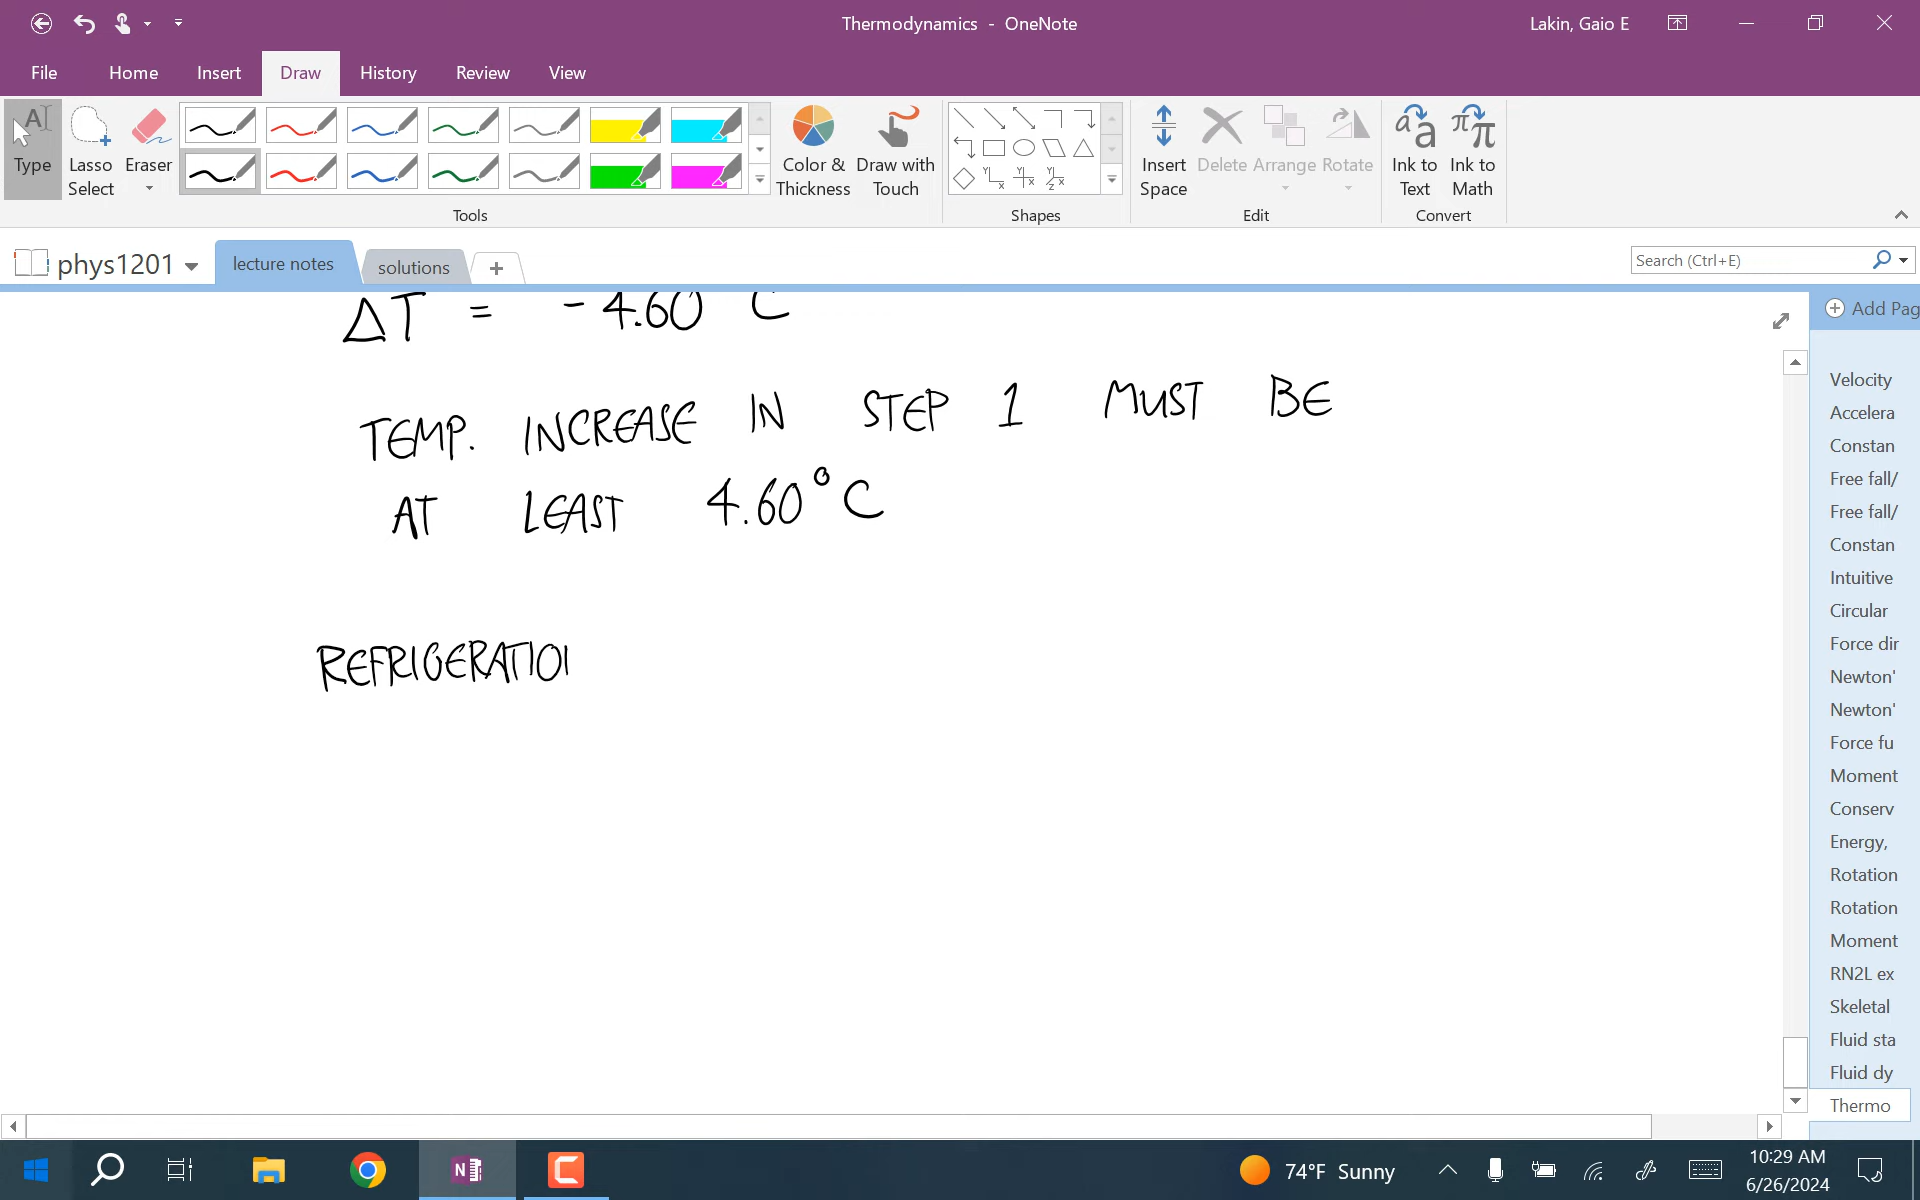 Thermodynamics - OneNote
Lakin, Gaio E
File Home Insert Draw History Review View
Type
Lasso Select
Eraser
Color & Thickness
Draw with Touch
Insert Space
Delete
Arrange
Rotate
Ink to Text
Ink to Math
Tools
Shapes
Edit
Convert
phys1201
lecture notes
solutions
Search (Ctrl+E)
Add Pag
ΔT = - 4.60 C
TEMP. INCREASE IN STEP 1 MUST BE
AT LEAST 4.60° C
REFRIGERATION
Velocity
Accelera
Constan
Free fall/
Free fall/
Constan
Intuitive
Circular
Force dir
Newton'
Newton'
Force fu
Moment
Conserv
Energy,
Rotation
Rotation
Moment
RN2L ex
Skeletal
Fluid sta
Fluid dy
Thermo
74°F Sunny
10:29 AM
6/26/2024